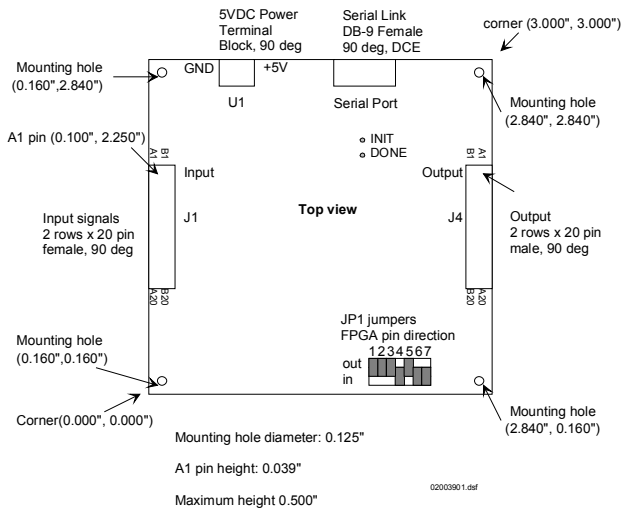 5VDC Power
Terminal
Block, 90 deg
Serial Link
DB-9 Female
90 deg, DCE
corner (3.000", 3.000")
Mounting hole
(0.160",2.840")
GND
+5V
U1
Serial Port
Mounting hole
(2.840", 2.840")
INIT
DONE
A1 pin (0.100", 2.250")
A1
B1
B1
A1
Input
Output
Input signals
2 rows x 20 pin
female, 90 deg
J1
Top view
J4
Output
2 rows x 20 pin
male, 90 deg
A20
B20
B20
A20
JP1 jumpers
FPGA pin direction
1234567
out
in
Mounting hole
(0.160",0.160")
Corner(0.000", 0.000")
Mounting hole
(2.840", 0.160")
Mounting hole diameter: 0.125"
A1 pin height: 0.039"
Maximum height 0.500"
02003901.dsf